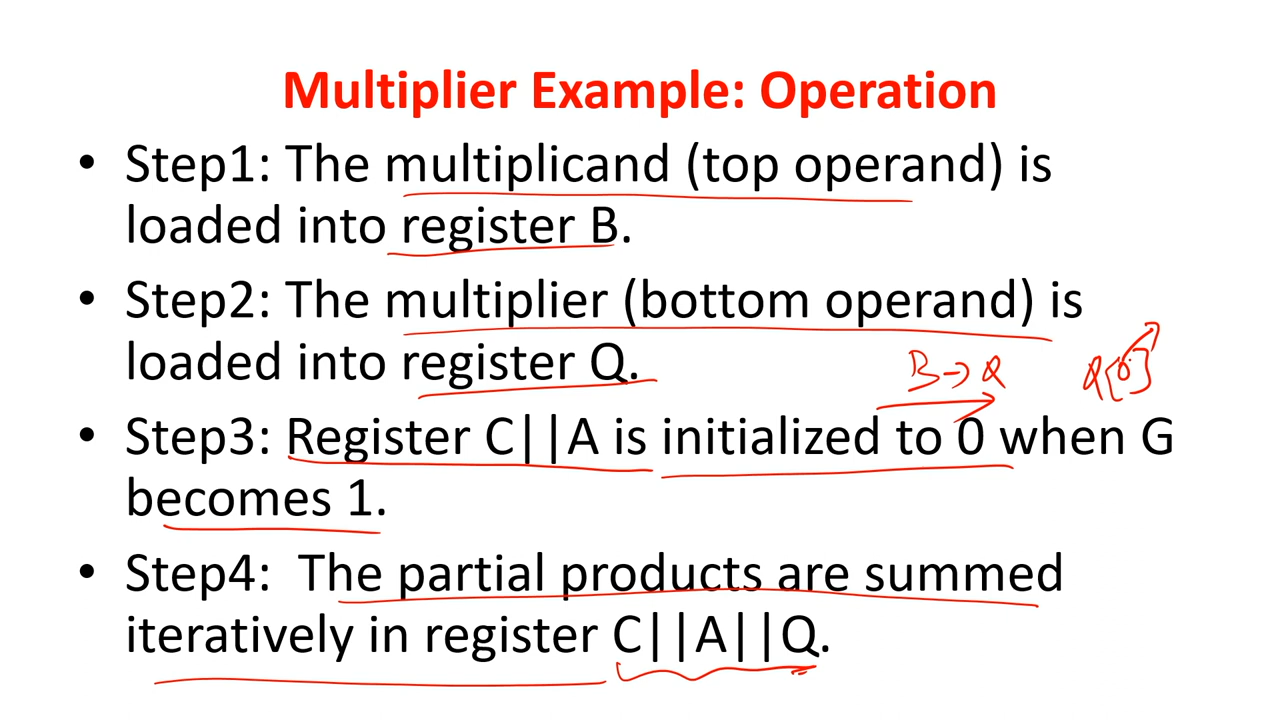 Multiplier Example: Operation
• Step1: The multiplicand (top operand) is
loaded into register B.
• Step2: The multiplier (bottom operand) is
loaded into register Q.
B → Q
Q[0]
• Step3: Register C||A is initialized to 0 when G
becomes 1.
• Step4:  The partial products are summed
iteratively in register C||A||Q.